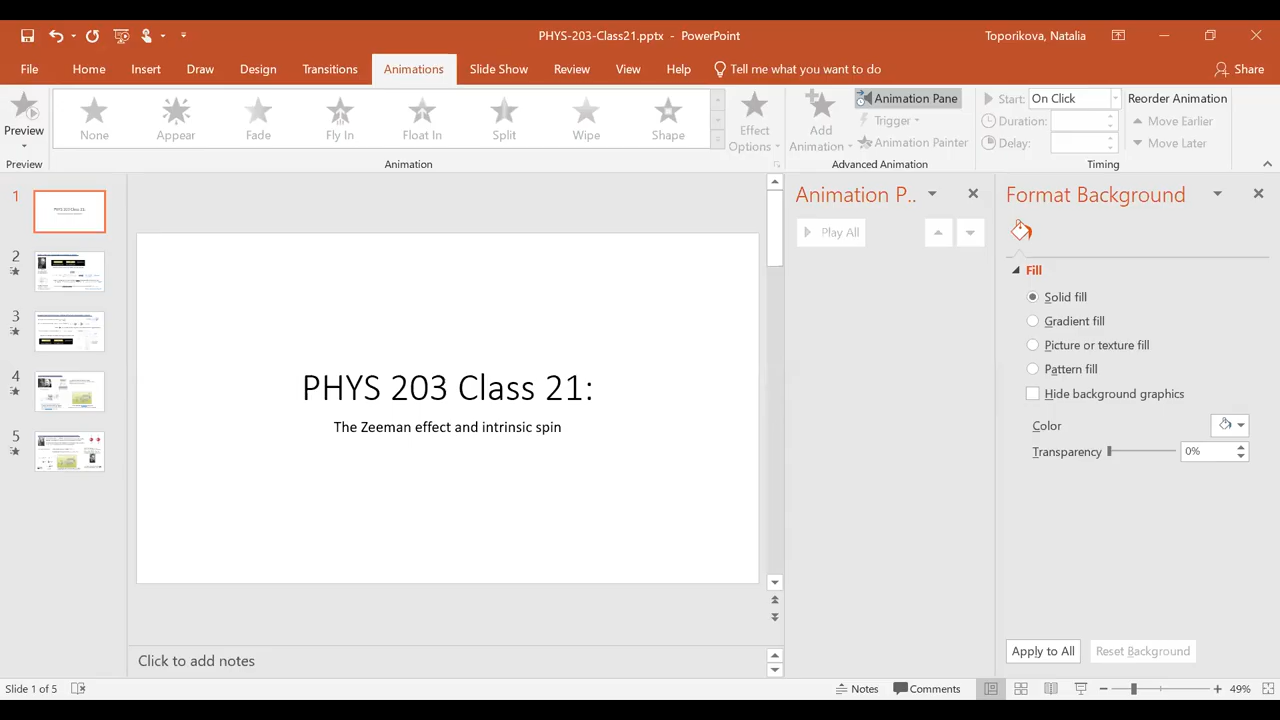 PHYS-203-Class21.pptx - PowerPoint
Toporikova, Natalia
File Home Insert Draw Design Transitions Animations Slide Show Review View Help Tell me what you want to do Share
Preview
Preview
None Appear Fade Fly In Float In Split Wipe Shape
Animation
Effect
Options
Add
Animation
Animation Pane
Trigger
Animation Painter
Advanced Animation
Start: On Click
Duration:
Delay:
Timing
Reorder Animation
Move Earlier
Move Later
1
2
3
4
5
PHYS 203 Class 21:
The Zeeman effect and intrinsic spin
Click to add notes
Animation P..
Play All
Format Background
Fill
Solid fill
Gradient fill
Picture or texture fill
Pattern fill
Hide background graphics
Color
Transparency 0%
Apply to All Reset Background
Slide 1 of 5 Notes Comments 49%